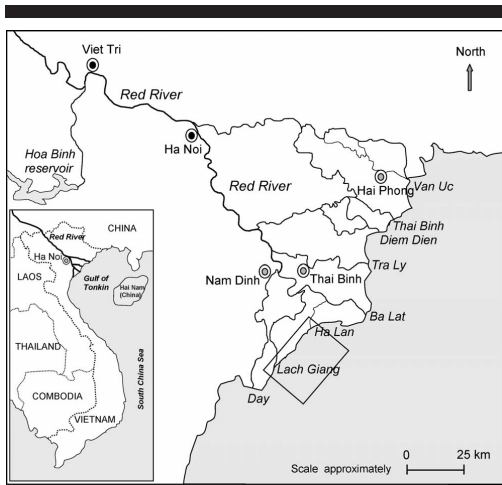 Viet Tri
North
Red River
Ha Noi
Hoa Binh
reservoir
Red River
Hai Phong
Van Uc
Thai Binh
Diem Dien
Tra Ly
Nam Dinh
Thai Binh
Ba Lat
Ha Lan
Lach Giang
Day
0 25 km
Scale approximately
CHINA
Red River
Ha Noi
LAOS
Gulf of
Tonkin
Hai Nam
(China)
THAILAND
COMBODIA
VIETNAM
South China Sea